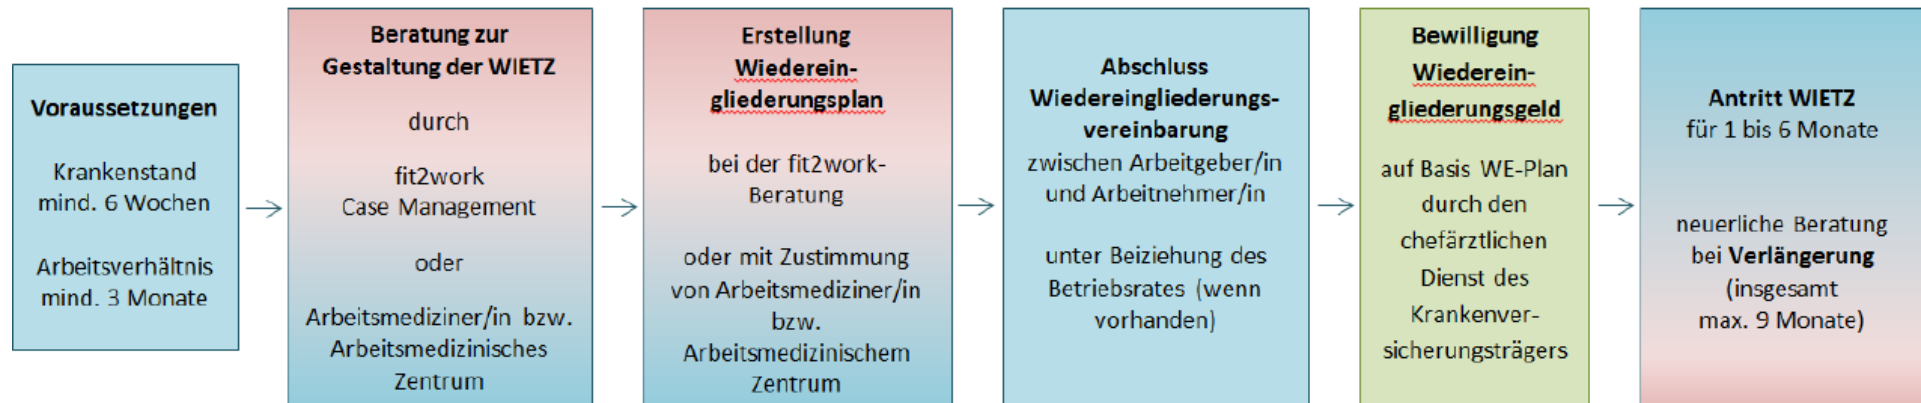 Voraussetzungen
Krankenstand
mind. 6 Wochen
Arbeitsverhältnis
mind. 3 Monate
Beratung zur
Gestaltung der WIETZ
durch
fit2work
Case Management
oder
Arbeitsmediziner/in bzw.
Arbeitsmedizinisches
Zentrum
Erstellung
Wiederein-
gliederungsplan
bei der fit2work-
Beratung
oder mit Zustimmung
von Arbeitsmediziner/in
bzw.
Arbeitsmedizinischem
Zentrum
Abschluss
Wiedereingliederungs-
vereinbarung
zwischen Arbeitgeber/in
und Arbeitnehmer/in
unter Beiziehung des
Betriebsrates (wenn
vorhanden)
Bewilligung
Wiederein-
gliederungsgeld
auf Basis WE-Plan
durch den
chefärztlichen
Dienst des
Krankenver-
sicherungsträgers
Antritt WIETZ
für 1 bis 6 Monate
neuerliche Beratung
bei Verlängerung
(insgesamt
max. 9 Monate)